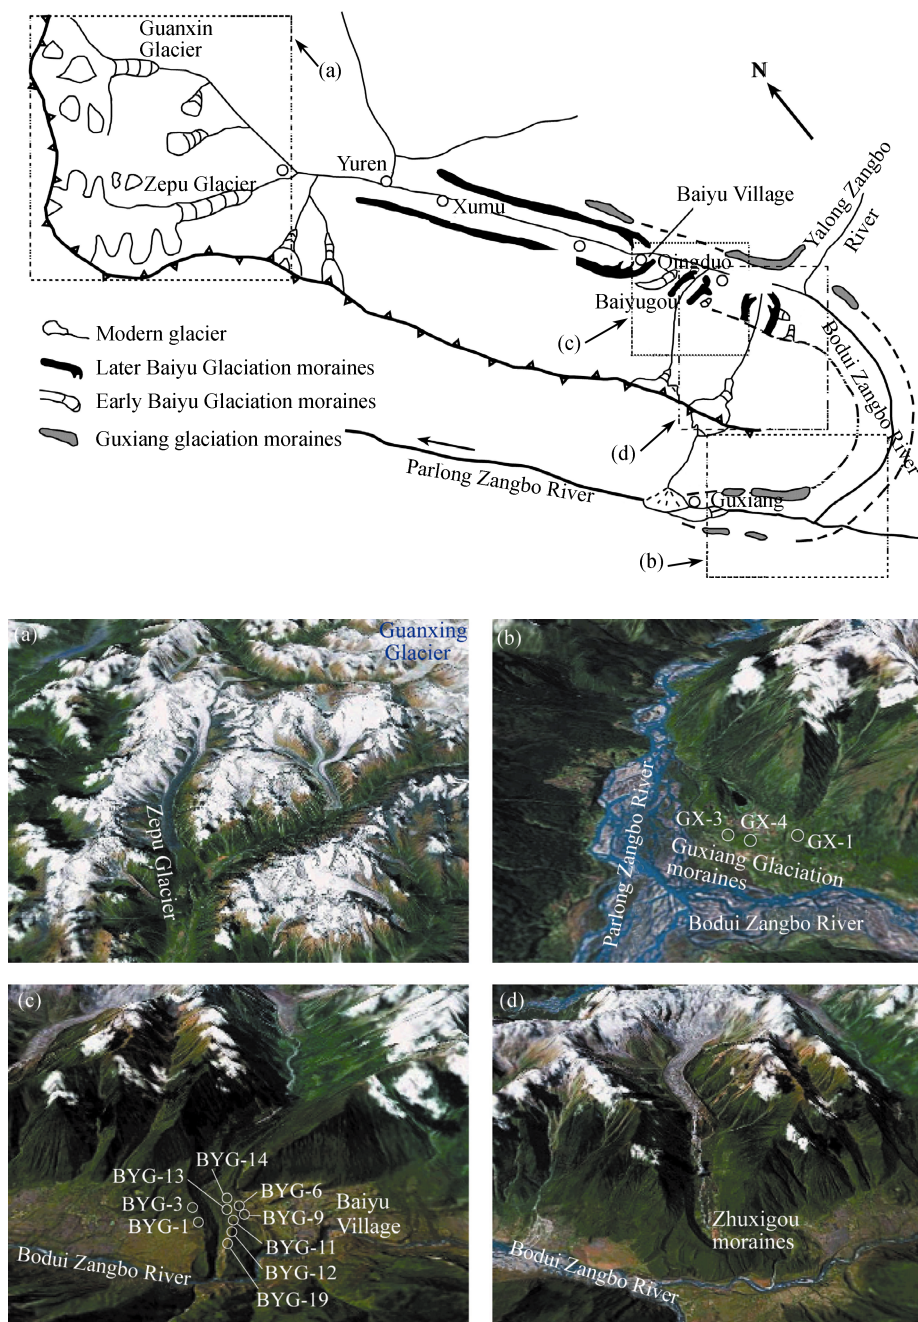 Guanxin
Glacier
(a)
N
Yuren
Zepu Glacier
Xumu
Baiyu Village
Yalong Zangbo
River
Qingduo
Baiyugou
(c)
Modern glacier
Later Baiyu Glaciation moraines
Early Baiyu Glaciation moraines
Guxiang glaciation moraines
Bodui Zangbo River
(d)
Parlong Zangbo River
Guxiang
(b)
(a)
Guanxing
Glacier
Zepu Glacier
(b)
Parlong Zangbo River
GX-3
GX-4
GX-1
Guxiang Glaciation
moraines
Bodui Zangbo River
(c)
BYG-14
BYG-13
BYG-6
BYG-3
BYG-9
BYG-1
Baiyu
Village
BYG-11
BYG-12
BYG-19
Bodui Zangbo River
(d)
Zhuxigou
moraines
Bodui Zangbo River